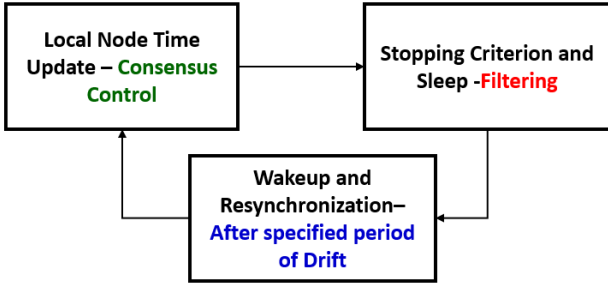 Local Node Time
Update – Consensus
Control
Stopping Criterion and
Sleep -Filtering
Wakeup and
Resynchronization–
After specified period
of Drift